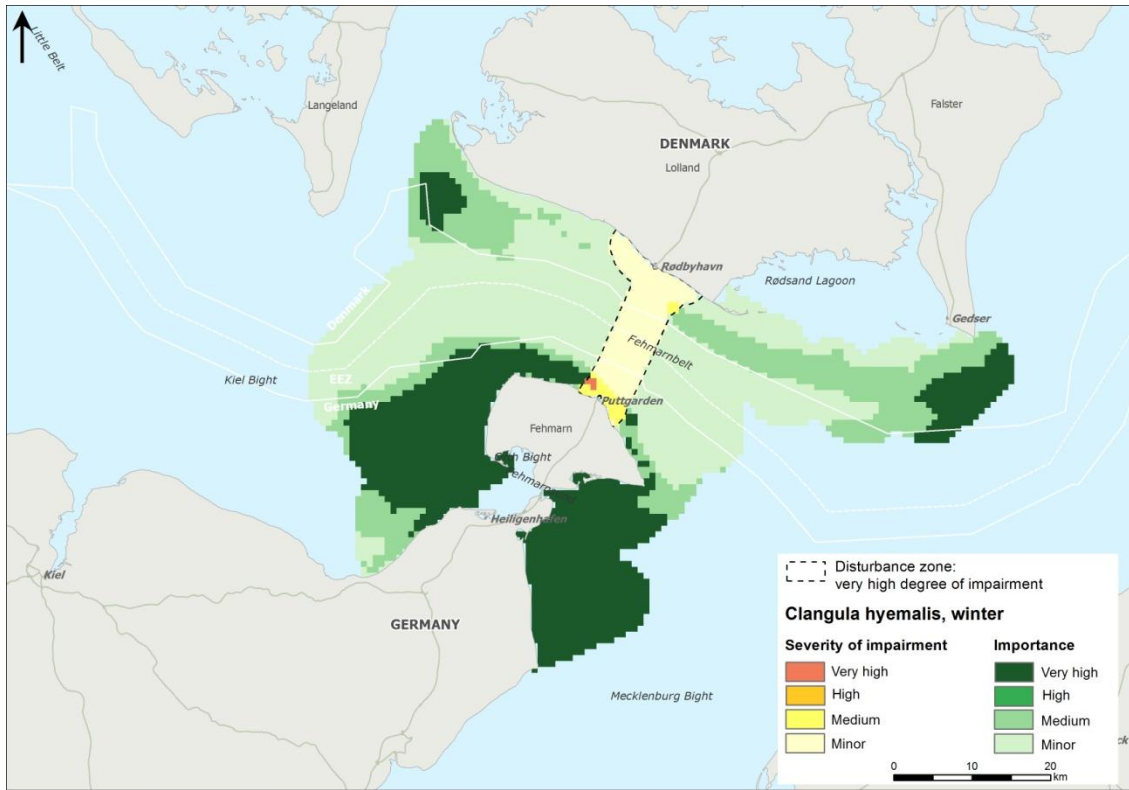 Little Belt
Langeland
Falster
DENMARK
Lolland
Rødbyhavn
Rødsand Lagoon
Gedser
Denmark
Fehmarnbelt
Kiel Bight
EEZ
Germany
Puttgarden
Fehmarn
Bight
Heiligenhafen
Kiel
GERMANY
Mecklenburg Bight
Disturbance zone:
very high degree of impairment
Clangula hyemalis, winter
Severity of impairment
Very high
High
Medium
Minor
Importance
Very high
High
Medium
Minor
0 10 20
km